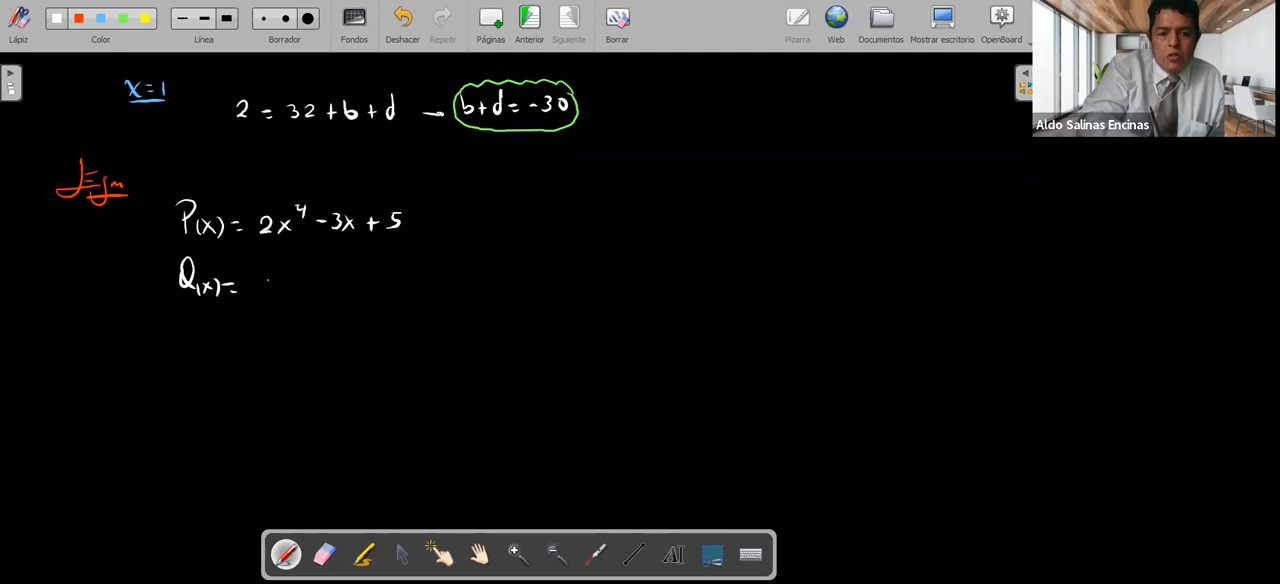 Lápiz
Color
Línea
Borrador
Fondos
Deshacer
Repetir
Páginas
Anterior
Siguiente
Borrar
Pizarra
Web
Documentos
Mostrar escritorio
OpenBoard
Aldo Salinas Encinas
x=1
2 = 32 + b + d → b+d = -30
Ejm
P(x) = 2x⁴ - 3x + 5
Q(x) =
AI